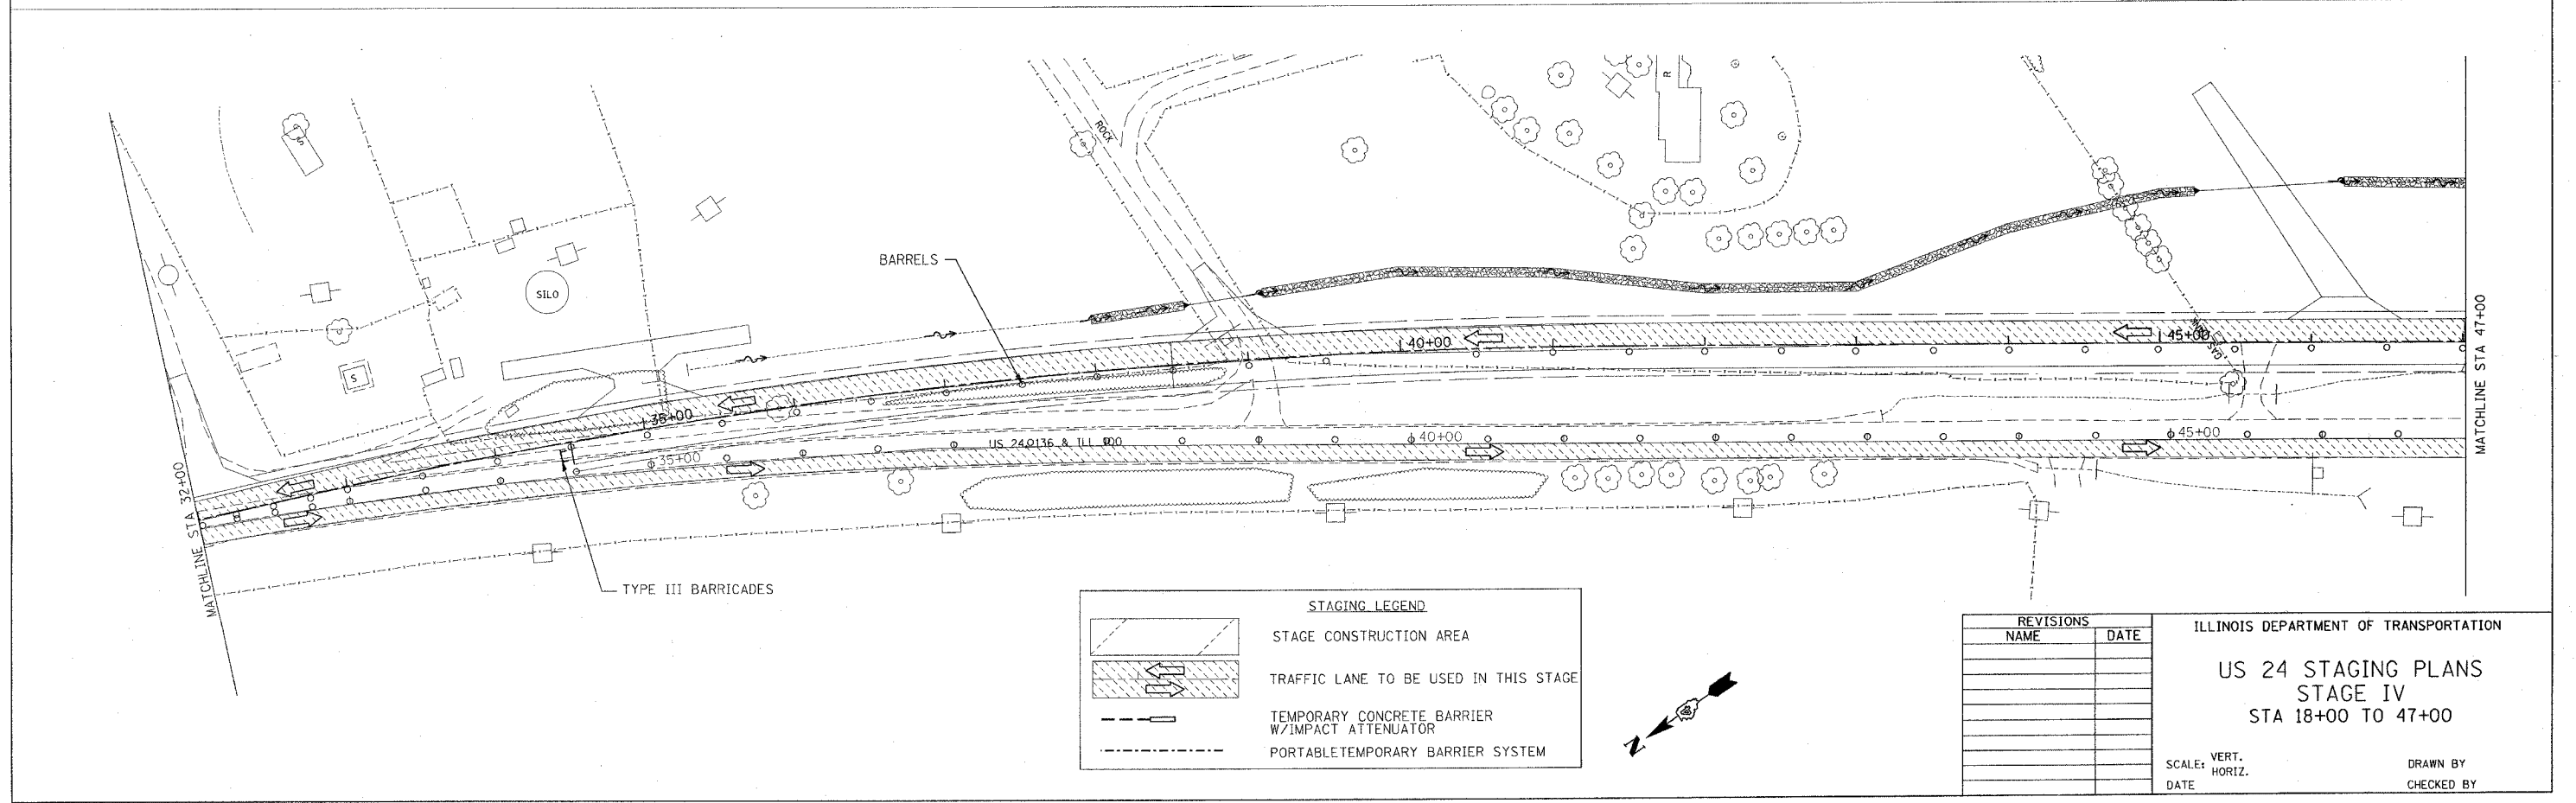 ROCK
R
S
BARRELS
SILO
S
MATCHLINE STA 32+00
MATCHLINE STA 47+00
40+00
45+00
GAS
35+00
US 24,0136 & ILL 100
35+00
40+00
45+00
TYPE III BARRICADES
STAGING LEGEND
STAGE CONSTRUCTION AREA
TRAFFIC LANE TO BE USED IN THIS STAGE
TEMPORARY CONCRETE BARRIER
W/IMPACT ATTENUATOR
PORTABLETEMPORARY BARRIER SYSTEM
N
REVISIONS
NAME DATE
ILLINOIS DEPARTMENT OF TRANSPORTATION
US 24 STAGING PLANS
STAGE IV
STA 18+00 TO 47+00
SCALE: VERT.
HORIZ.
DATE
DRAWN BY
CHECKED BY